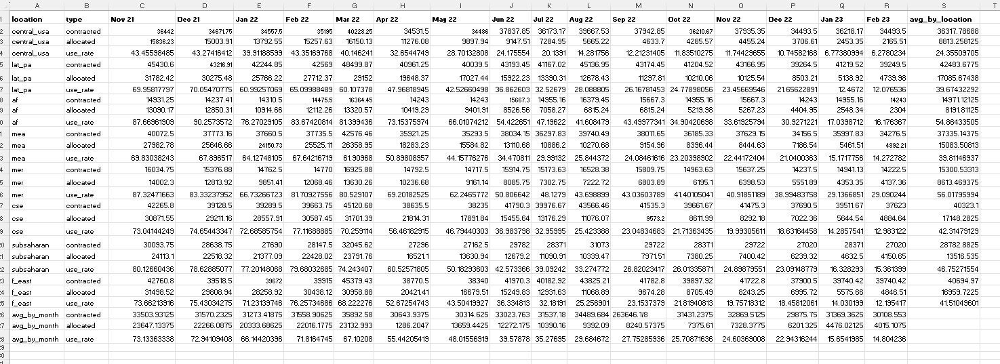 A B C D E F G H I J K L M N O P Q R S T
1 location type Nov 21 Dec 21 Jan 22 Feb 22 Mar 22 Apr 22 May 22 Jun 22 Jul 22 Aug 22 Sep 22 Oct 22 Nov 22 Dec 22 Jan 23 Feb 23 avg_by_location
2 central_usa contracted 36442 34671.75 34557.5 35195 40228.25 34531.5 34486 37837.85 36173.17 39667.53 37942.85 36210.67 37935.35 34493.5 36218.17 34493.5 36317.78688
3 central_usa allocated 15836.23 15003.91 13792.55 15257.63 16150.13 11276.08 9897.94 9147.51 7284.95 5665.22 4633.7 4285.57 4455.24 3706.61 2453.35 2165.51 8813.258125
4 central_usa use_rate 43.45598485 43.27416412 39.91188599 43.35169768 40.146241 32.6544749 28.70132808 24.175554 20.1391 14.281756 12.21231405 11.83510275 11.74429655 10.74582168 6.77380994 6.2780234 24.35509705
5 lat_pa contracted 45430.6 43216.91 42244.85 42569 48499.87 40961.25 40039.5 43193.45 41167.02 45136.95 43174.45 41204.52 43166.95 39264.5 41219.52 39249.5 42483.6775
6 lat_pa allocated 31782.42 30275.48 25766.22 27712.37 29152 19648.37 17027.44 15922.23 13390.31 12678.43 11297.81 10210.06 10125.54 8503.21 5138.92 4739.98 17085.67438
7 lat_pa use_rate 69.95817797 70.05470775 60.99257069 65.09988489 60.107378 47.96818945 42.52660498 36.862603 32.52679 28.088805 26.16781453 24.77898056 23.45669546 21.65622891 12.4672 12.076536 39.67432292
8 af contracted 14931.25 14237.41 14310.5 14475.5 16364.45 14243 14243 15667.3 14955.16 16379.45 15667.3 14955.16 15667.3 14243 14955.16 14243 14971.12125
9 af allocated 13090.17 12850.31 10914.66 12112.26 13320.57 10419.29 9401.91 8526.56 7058.27 6815.24 6815.24 5219.98 5267.23 4404.95 2548.34 2304 8191.81125
0 af use_rate 87.66961909 90.2573572 76.27029105 83.67420814 81.399436 73.15375974 66.01074212 54.422651 47.19622 41.608479 43.49977341 34.90420698 33.61925794 30.9271221 17.0398712 16.176367 54.86433505
1 mea contracted 40072.5 37773.16 37660.5 37735.5 42576.46 35921.25 35293.5 38034.15 36297.83 39740.49 38011.65 36185.33 37629.15 34156.5 35997.83 34276.5 37335.14375
2 mea allocated 27982.78 25646.66 24150.73 25525.11 26358.95 18283.23 15584.82 13110.68 10886.2 10270.68 9154.96 8396.44 8444.63 7186.54 5461.51 4892.21 15083.50813
3 mea use_rate 69.83038243 67.896517 64.12748105 67.64216719 61.90968 50.89808957 44.15776276 34.470811 29.99132 25.844372 24.08461616 23.20398902 22.44172404 21.0400363 15.1717756 14.272782 39.81146937
4 mer contracted 16034.75 15376.88 14762.5 14770 16925.88 14792.5 14717.5 15914.75 15173.63 16528.38 15809.75 14963.63 15637.25 14237.5 14941.13 14222.5 15300.53313
5 mer allocated 14002.3 12813.92 9851.41 12068.46 13630.26 10236.68 9161.14 8085.75 7302.75 7222.72 6803.89 6195.1 6398.53 5551.89 4353.35 4137.36 8613.469375
6 mer use_rate 87.32471663 83.33237952 66.73266723 81.70927556 80.529107 69.20182525 62.2465772 50.806642 48.1279 43.698899 43.03603789 41.40105041 40.91851189 38.99483758 29.1366851 29.090244 56.01795994
7 cse contracted 42265.8 39128.5 39289.5 39663.75 45120.68 38635.5 38235 41790.3 39976.67 43566.46 41535.3 39661.67 41475.3 37690.5 39511.67 37623 40323.1
8 cse allocated 30871.55 29211.16 28557.91 30587.45 31701.39 21814.31 17891.84 15455.64 13176.29 11076.07 9573.2 8611.99 8292.18 7022.36 5644.54 4884.64 17148.2825
9 cse use_rate 73.04144249 74.65443347 72.68585754 77.11688885 70.259114 56.46182915 46.79440303 36.983798 32.95995 25.423388 23.04834683 21.71363435 19.99305611 18.63164458 14.2857541 12.983122 42.31479129
20 subsaharan contracted 30093.75 28638.75 27690 28147.5 32045.62 27296 27162.5 29782 28371 31073 29722 28371 29722 27020 28371 27020 28782.8825
21 subsaharan allocated 24113.1 22518.32 21377.09 22428.02 23791.76 16521.1 13630.94 12679.2 11090.91 10339.47 7971.51 7380.25 7400.42 6239.32 4632.5 4150.65 13516.535
22 subsaharan use_rate 80.12660436 78.62885077 77.20148068 79.68032685 74.243407 60.52571805 50.18293603 42.573366 39.09242 33.274772 26.82023417 26.01335871 24.89879551 23.09148779 16.328293 15.361399 46.75271554
23 f_east contracted 42760.8 39518.5 39672 39915 45379.43 38770.5 38340 41970.3 40182.92 43825.21 41782.8 39897.92 41722.8 37900.5 39740.42 39740.42 40694.97
24 f_east allocated 31498.52 29808.94 28258.92 30438.12 30958.88 20421.41 16679.51 15249.83 12931.63 11068.89 9674.28 8705.49 8243.25 6995.72 5575.66 4846.51 16959.7225
25 f_east use_rate 73.66213916 75.43034275 71.23139746 76.25734686 68.222276 52.67254743 43.50419927 36.334813 32.18191 25.256901 23.1537379 21.81940813 19.75718312 18.45812061 14.030199 12.195417 41.51049601
26 avg_by_month contracted 33503.93125 31570.2325 31273.41875 31558.90625 35892.58 30643.9375 30314.625 33023.763 31537.18 34489.684 263646.1/8 31431.2375 32869.5125 29875.75 31369.3625 30108.553
27 avg_by_month allocated 23647.13375 22266.0875 20333.68625 22016.1775 23132.993 1286.2047 13659.4425 12272.175 10390.16 9392.09 8240.57375 7375.61 7328.3775 6201.325 4476.02125 4015.1075
28 avg_by_month use_rate 73.13363338 72.94109408 66.14420396 71.8164745 67.10208 55.44205419 48.01556919 39.57878 35.27695 29.684672 27.75285936 25.70871636 24.60369008 22.94316244 15.6541985 14.804236
29
30